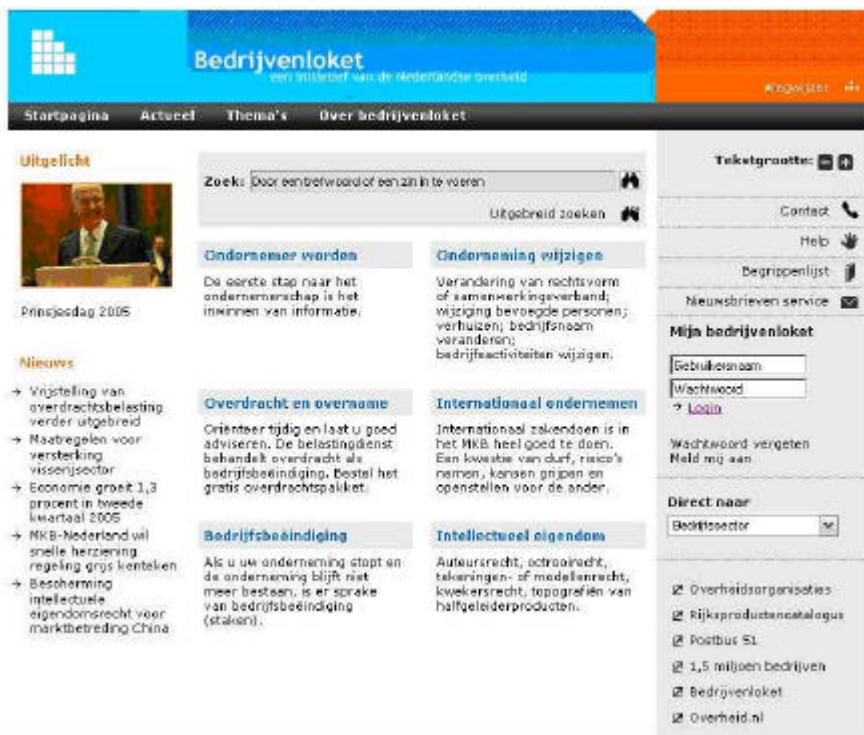 Bedrijvenloket
een initiatief van de Nederlandse overheid
Wegwijzer
Startpagina Actueel Thema's Over bedrijvenloket
Uitgelicht
Prinsjesdag 2005
Nieuws
→ Vrijstelling van
overdrachtsbelasting
verder uitgebreid
→ Maatregelen voor
versterking
visserijsector
→ Economie groeit 1,3
procent in tweede
kwartaal 2005
→ MKB-Nederland wil
snelle herziening
regeling grijs kenteken
→ Bescherming
intellectuele
eigendomsrecht voor
marktbetreding China
Zoek: Door een trefwoord of een zin in te voeren
Uitgebreid zoeken
Ondernemer worden
De eerste stap naar het
ondernemerschap is het
inwinnen van informatie.
Onderneming wijzigen
Verandering van rechtsvorm
of samenwerkingsverband;
wijziging bevoegde personen;
verhuizen; bedrijfsnaam
veranderen;
bedrijfsactiviteiten wijzigen.
Overdracht en overname
Oriënteer tijdig en laat u goed
adviseren. De belastingdienst
behandelt overdracht als
bedrijfsbeëindiging. Bestel het
gratis overdrachtspakket.
Internationaal ondernemen
Internationaal zakendoen is in
het MKB heel goed te doen.
Een kwestie van durf, risico's
nemen, kansen grijpen en
openstellen voor de ander.
Bedrijfsbeëindiging
Als u uw onderneming stopt en
de onderneming blijft niet
meer bestaan, is er sprake
van bedrijfsbeëindiging
(staken).
Intellectueel eigendom
Auteursrecht, octrooirecht,
tekeningen- of modellenrecht,
kwekersrecht, topografiën van
halfgeleiderproducten.
Tekstgrootte: - +
Contact
Help
Begrippenlijst
Nieuwsbrieven service
Mijn bedrijvenloket
Gebruikersnaam
Wachtwoord
→ Login
Wachtwoord vergeten
Meld mij aan
Direct naar
Bedrijfssector
Overheidsorganisaties
Rijksproductencatalogus
Postbus 51
1,5 miljoen bedrijven
Bedrijvenloket
Overheid.nl